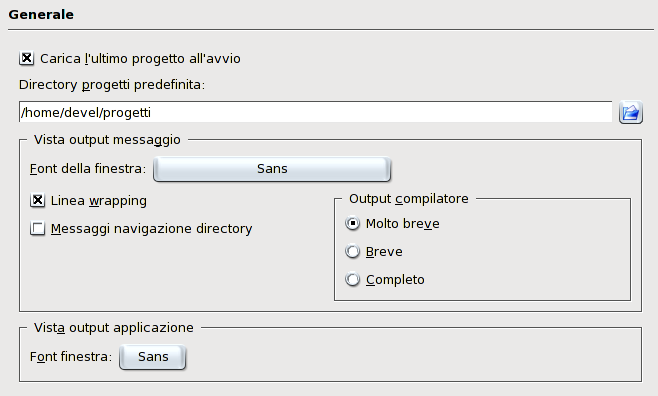 Generale
Carica l'ultimo progetto all'avvio
Directory progetti predefinita:
/home/devel/progetti
Vista output messaggio
Font della finestra: Sans
Linea wrapping
Messaggi navigazione directory
Output compilatore
Molto breve
Breve
Completo
Vista output applicazione
Font finestra: Sans